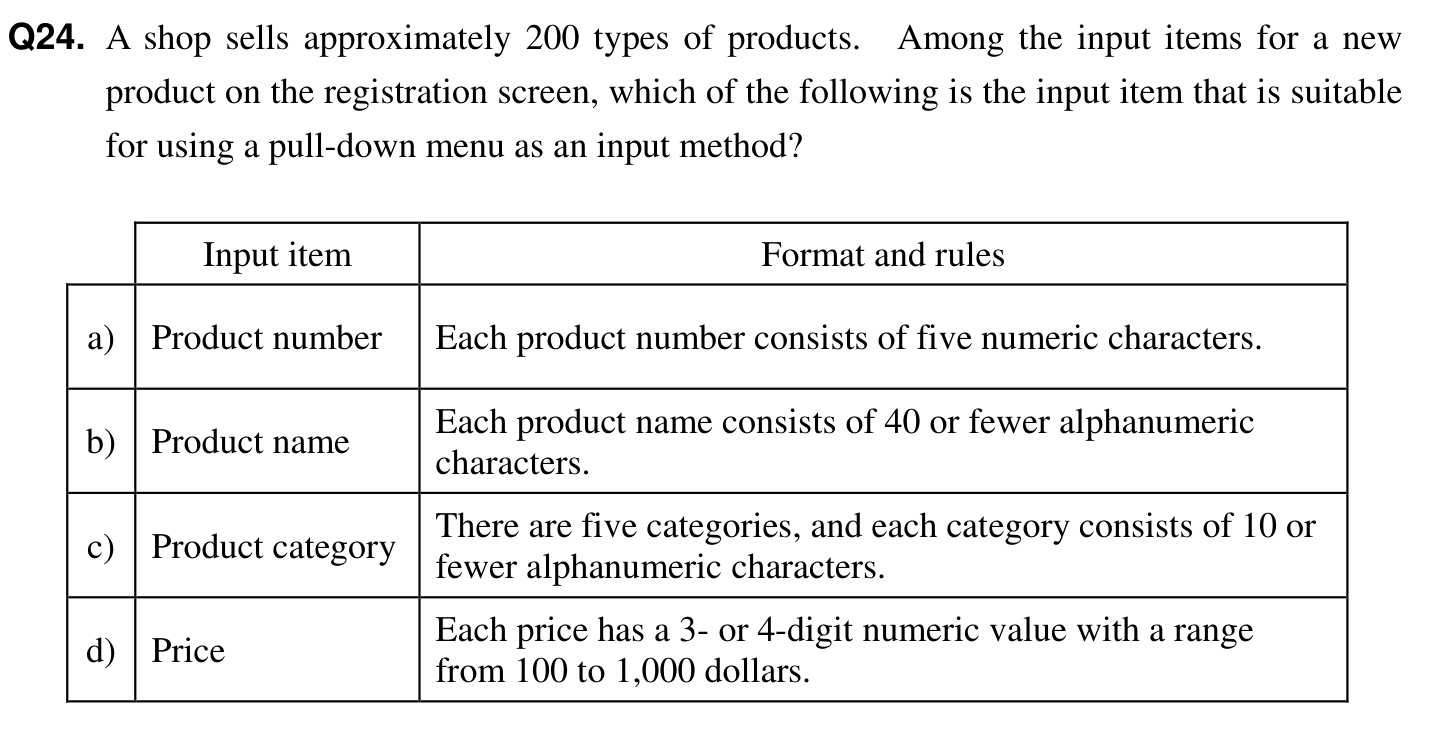 Q24. A shop sells approximately 200 types of products. Among the input items for a new
product on the registration screen, which of the following is the input item that is suitable
for using a pull-down menu as an input method?
Input item Format and rules
a) Product number Each product number consists of five numeric characters.
b) Product name Each product name consists of 40 or fewer alphanumeric
characters.
c) Product category There are five categories, and each category consists of 10 or
fewer alphanumeric characters.
d) Price Each price has a 3- or 4-digit numeric value with a range
from 100 to 1,000 dollars.